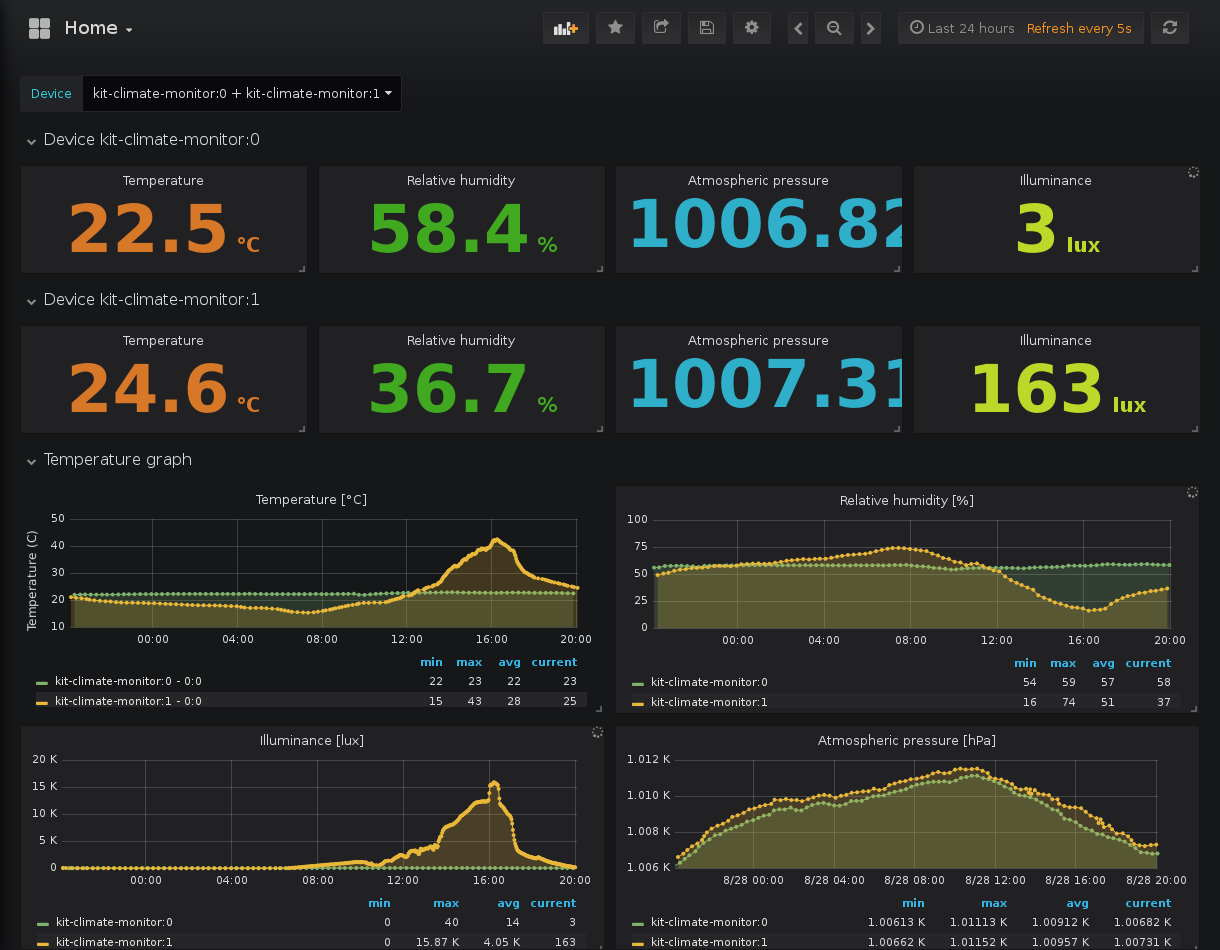 Home
Last 24 hours Refresh every 5s
Device kit-climate-monitor:0 + kit-climate-monitor:1
Device kit-climate-monitor:0
Temperature Relative humidity Atmospheric pressure Illuminance
22.5 °C 58.4 % 1006.82 3 lux
Device kit-climate-monitor:1
Temperature Relative humidity Atmospheric pressure Illuminance
24.6 °C 36.7 % 1007.31 163 lux
Temperature graph
Temperature [°C]
Temperature (C)
50
40
30
20
10
00:00 04:00 08:00 12:00 16:00 20:00
min max avg current
kit-climate-monitor:0 - 0:0 22 23 22 23
kit-climate-monitor:1 - 0:0 15 43 28 25
Relative humidity [%]
100
75
50
25
0
00:00 04:00 08:00 12:00 16:00 20:00
min max avg current
kit-climate-monitor:0 54 59 57 58
kit-climate-monitor:1 16 74 51 37
Illuminance [lux]
20 K
15 K
10 K
5 K
0
00:00 04:00 08:00 12:00 16:00 20:00
min max avg current
kit-climate-monitor:0 0 40 14 3
kit-climate-monitor:1 0 15.87 K 4.05 K 163
Atmospheric pressure [hPa]
1.012 K
1.010 K
1.008 K
1.006 K
8/28 00:00 8/28 04:00 8/28 08:00 8/28 12:00 8/28 16:00 8/28 20:00
min max avg current
kit-climate-monitor:0 1.00613 K 1.01113 K 1.00912 K 1.00682 K
kit-climate-monitor:1 1.00662 K 1.01152 K 1.00957 K 1.00731 K